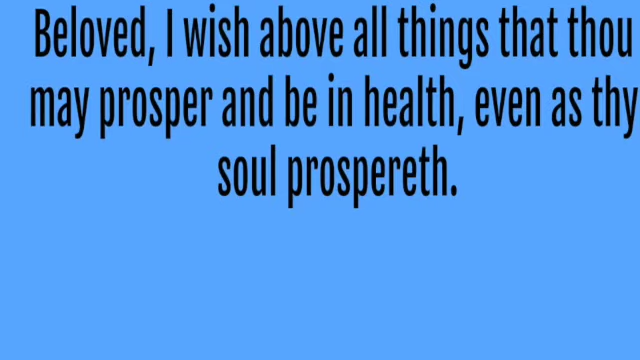 Beloved, I wish above all things that thou
may prosper and be in health, even as thy
soul prospereth.